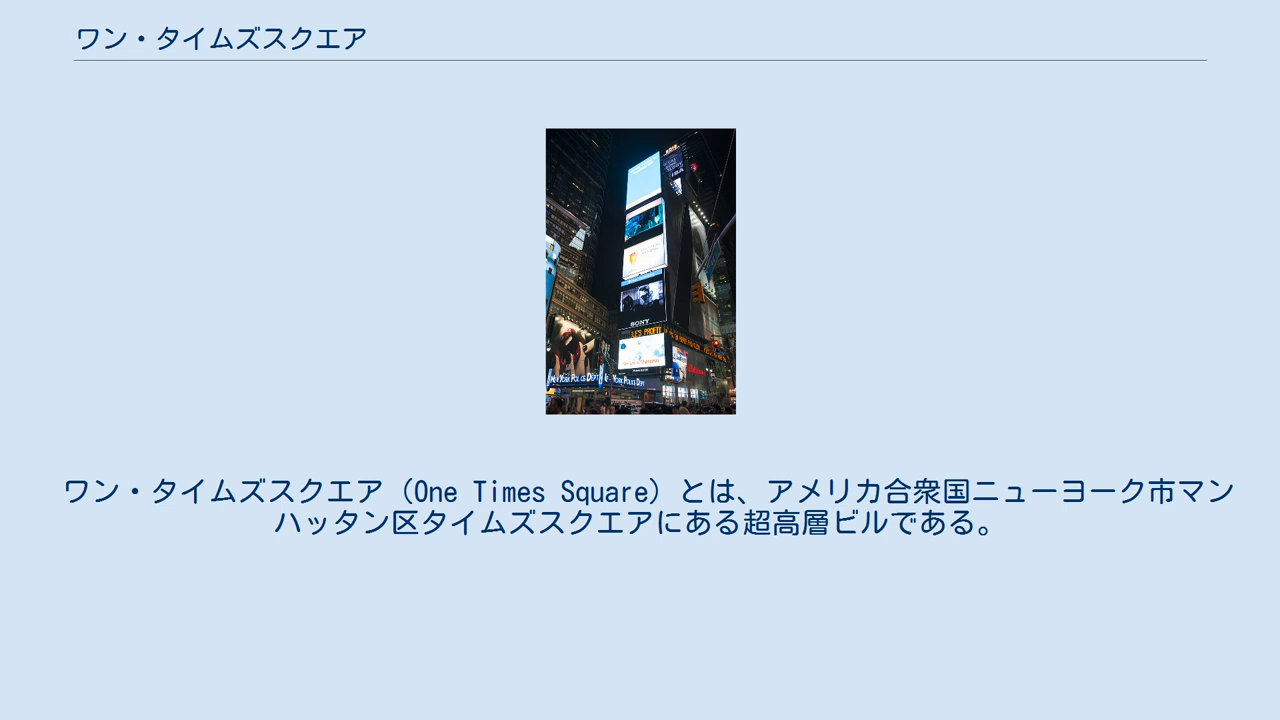 ワン・タイムズスクエア
SONY
ワン・タイムズスクエア（One Times Square）とは、アメリカ合衆国ニューヨーク市マン
ハッタン区タイムズスクエアにある超高層ビルである。